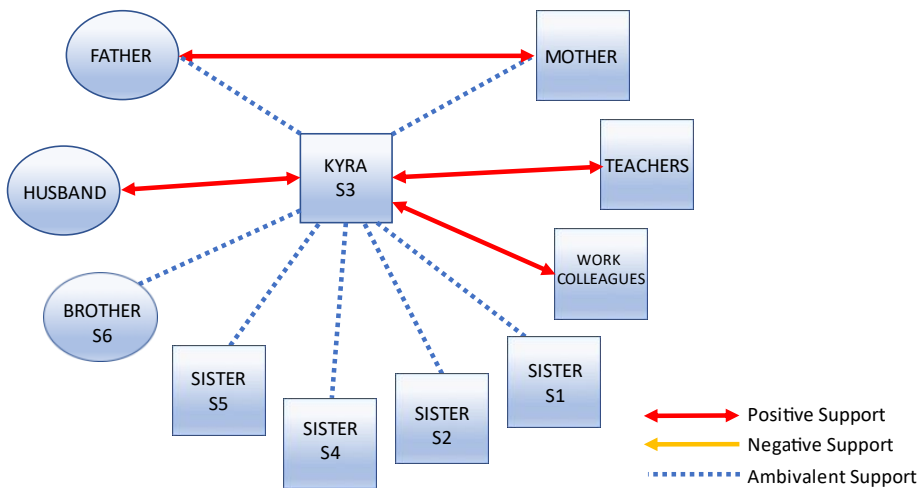 FATHER
MOTHER
KYRA
S3
TEACHERS
HUSBAND
WORK
COLLEAGUES
BROTHER
S6
SISTER
S5
SISTER
S4
SISTER
S2
SISTER
S1
Positive Support
Negative Support
Ambivalent Support